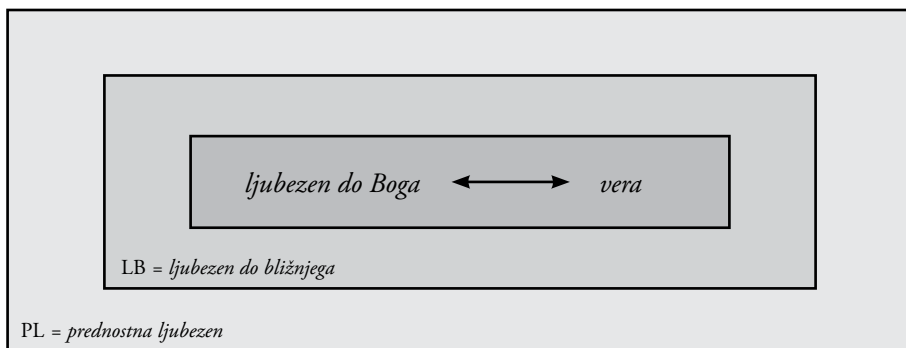 ljubezen do Boga vera
LB = ljubezen do bližnjega
PL = prednostna ljubezen